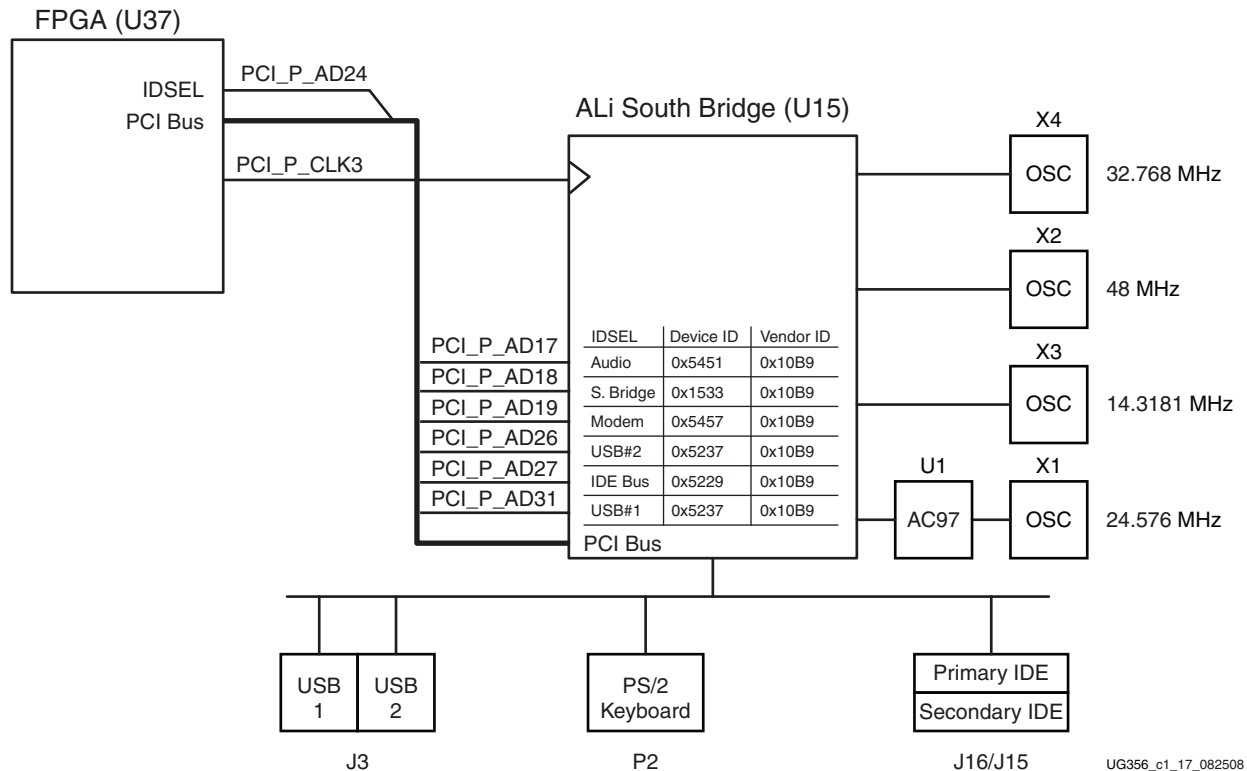 FPGA (U37)
IDSEL
PCI Bus
PCI_P_AD24
PCI_P_CLK3
ALi South Bridge (U15)
PCI_P_AD17
PCI_P_AD18
PCI_P_AD19
PCI_P_AD26
PCI_P_AD27
PCI_P_AD31
IDSEL Device ID Vendor ID
Audio 0x5451 0x10B9
S. Bridge 0x1533 0x10B9
Modem 0x5457 0x10B9
USB#2 0x5237 0x10B9
IDE Bus 0x5229 0x10B9
USB#1 0x5237 0x10B9
PCI Bus
X4
OSC 32.768 MHz
X2
OSC 48 MHz
X3
OSC 14.3181 MHz
U1 X1
AC97 OSC 24.576 MHz
USB
1
USB
2
J3
PS/2
Keyboard
P2
Primary IDE
Secondary IDE
J16/J15
UG356_c1_17_082508